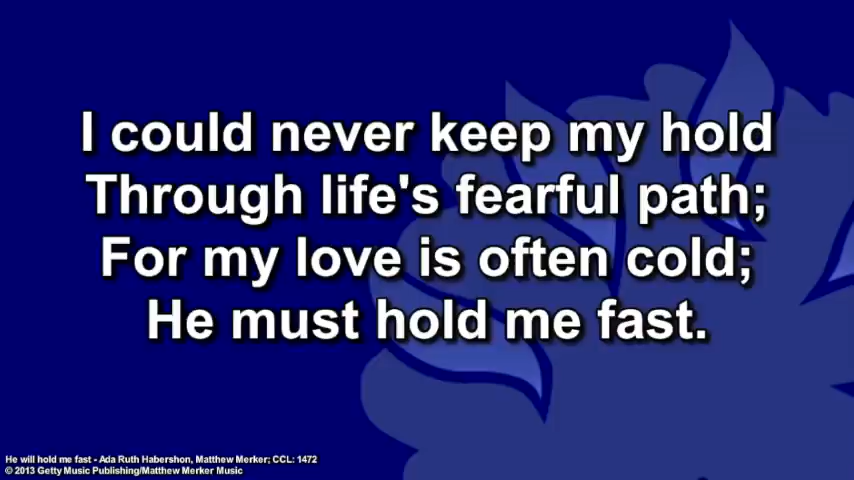 I could never keep my hold
Through life's fearful path;
For my love is often cold;
He must hold me fast.
He will hold me fast - Ada Ruth Habershon, Matthew Merker; CCL: 1472
© 2013 Getty Music Publishing/Matthew Merker Music